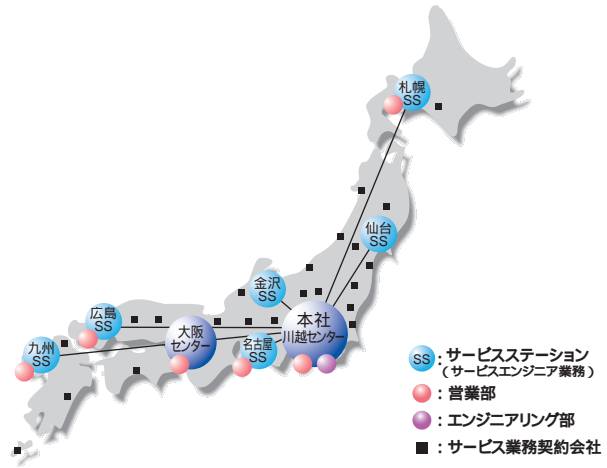 札幌
SS
仙台
SS
金沢
SS
本社
川越センター
広島
SS
大阪
センター
名古屋
SS
九州
SS
SS : サービスステーション
（サービスエンジニア業務）
: 営業部
: エンジニアリング部
: サービス業務契約会社